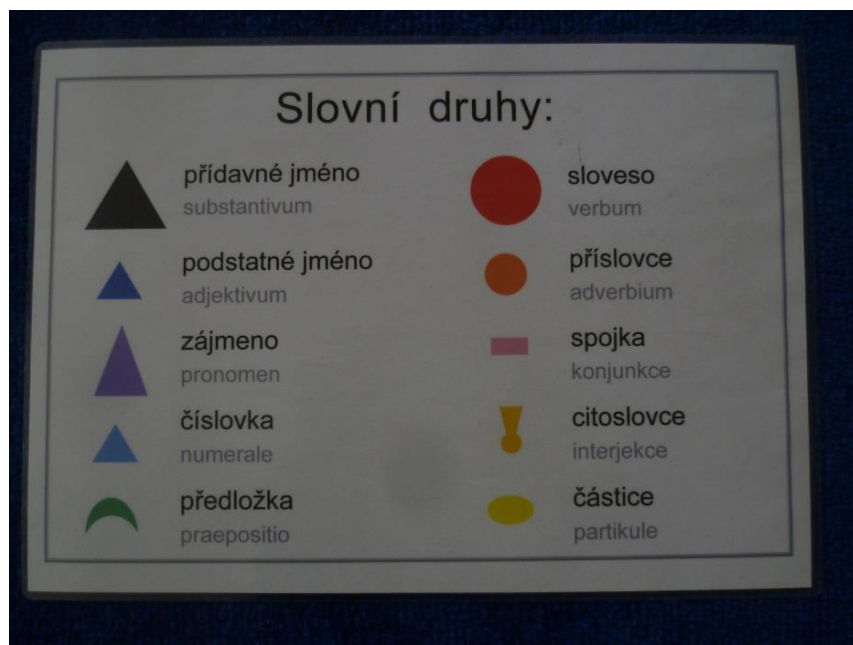 Slovní druhy:
přídavné jméno
substantivum
podstatné jméno
adjektivum
zájmeno
pronomen
číslovka
numerale
předložka
praepositio
sloveso
verbum
příslovce
adverbium
spojka
konjunkce
citoslovce
interjekce
částice
partikule